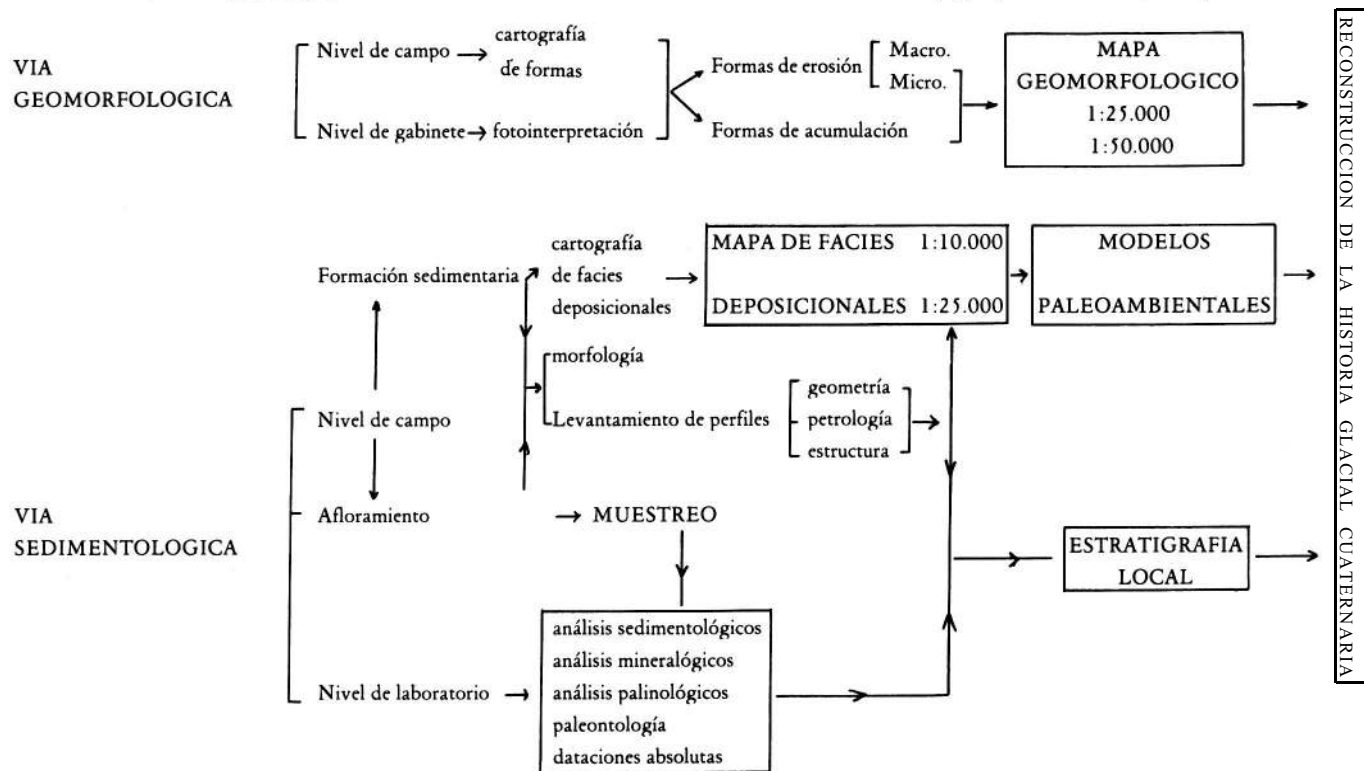 VIA
GEOMORFOLOGICA
Nivel de campo → cartografía
de formas
Nivel de gabinete → fotointerpretación
Formas de erosión
Macro.
Micro.
Formas de acumulación
MAPA
GEOMORFOLOGICO
1:25.000
1:50.000
VIA
SEDIMENTOLOGICA
Formación sedimentaria
cartografía
de facies
deposicionales
MAPA DE FACIES 1:10.000
DEPOSICIONALES 1:25.000
MODELOS
PALEOAMBIENTALES
morfología
Nivel de campo
Levantamiento de perfiles
geometría
petrología
estructura
Afloramiento → MUESTREO
ESTRATIGRAFIA
LOCAL
Nivel de laboratorio →
análisis sedimentológicos
análisis mineralógicos
análisis palinológicos
paleontología
dataciones absolutas
RECONSTRUCCION DE LA HISTORIA GLACIAL CUATERNARIA